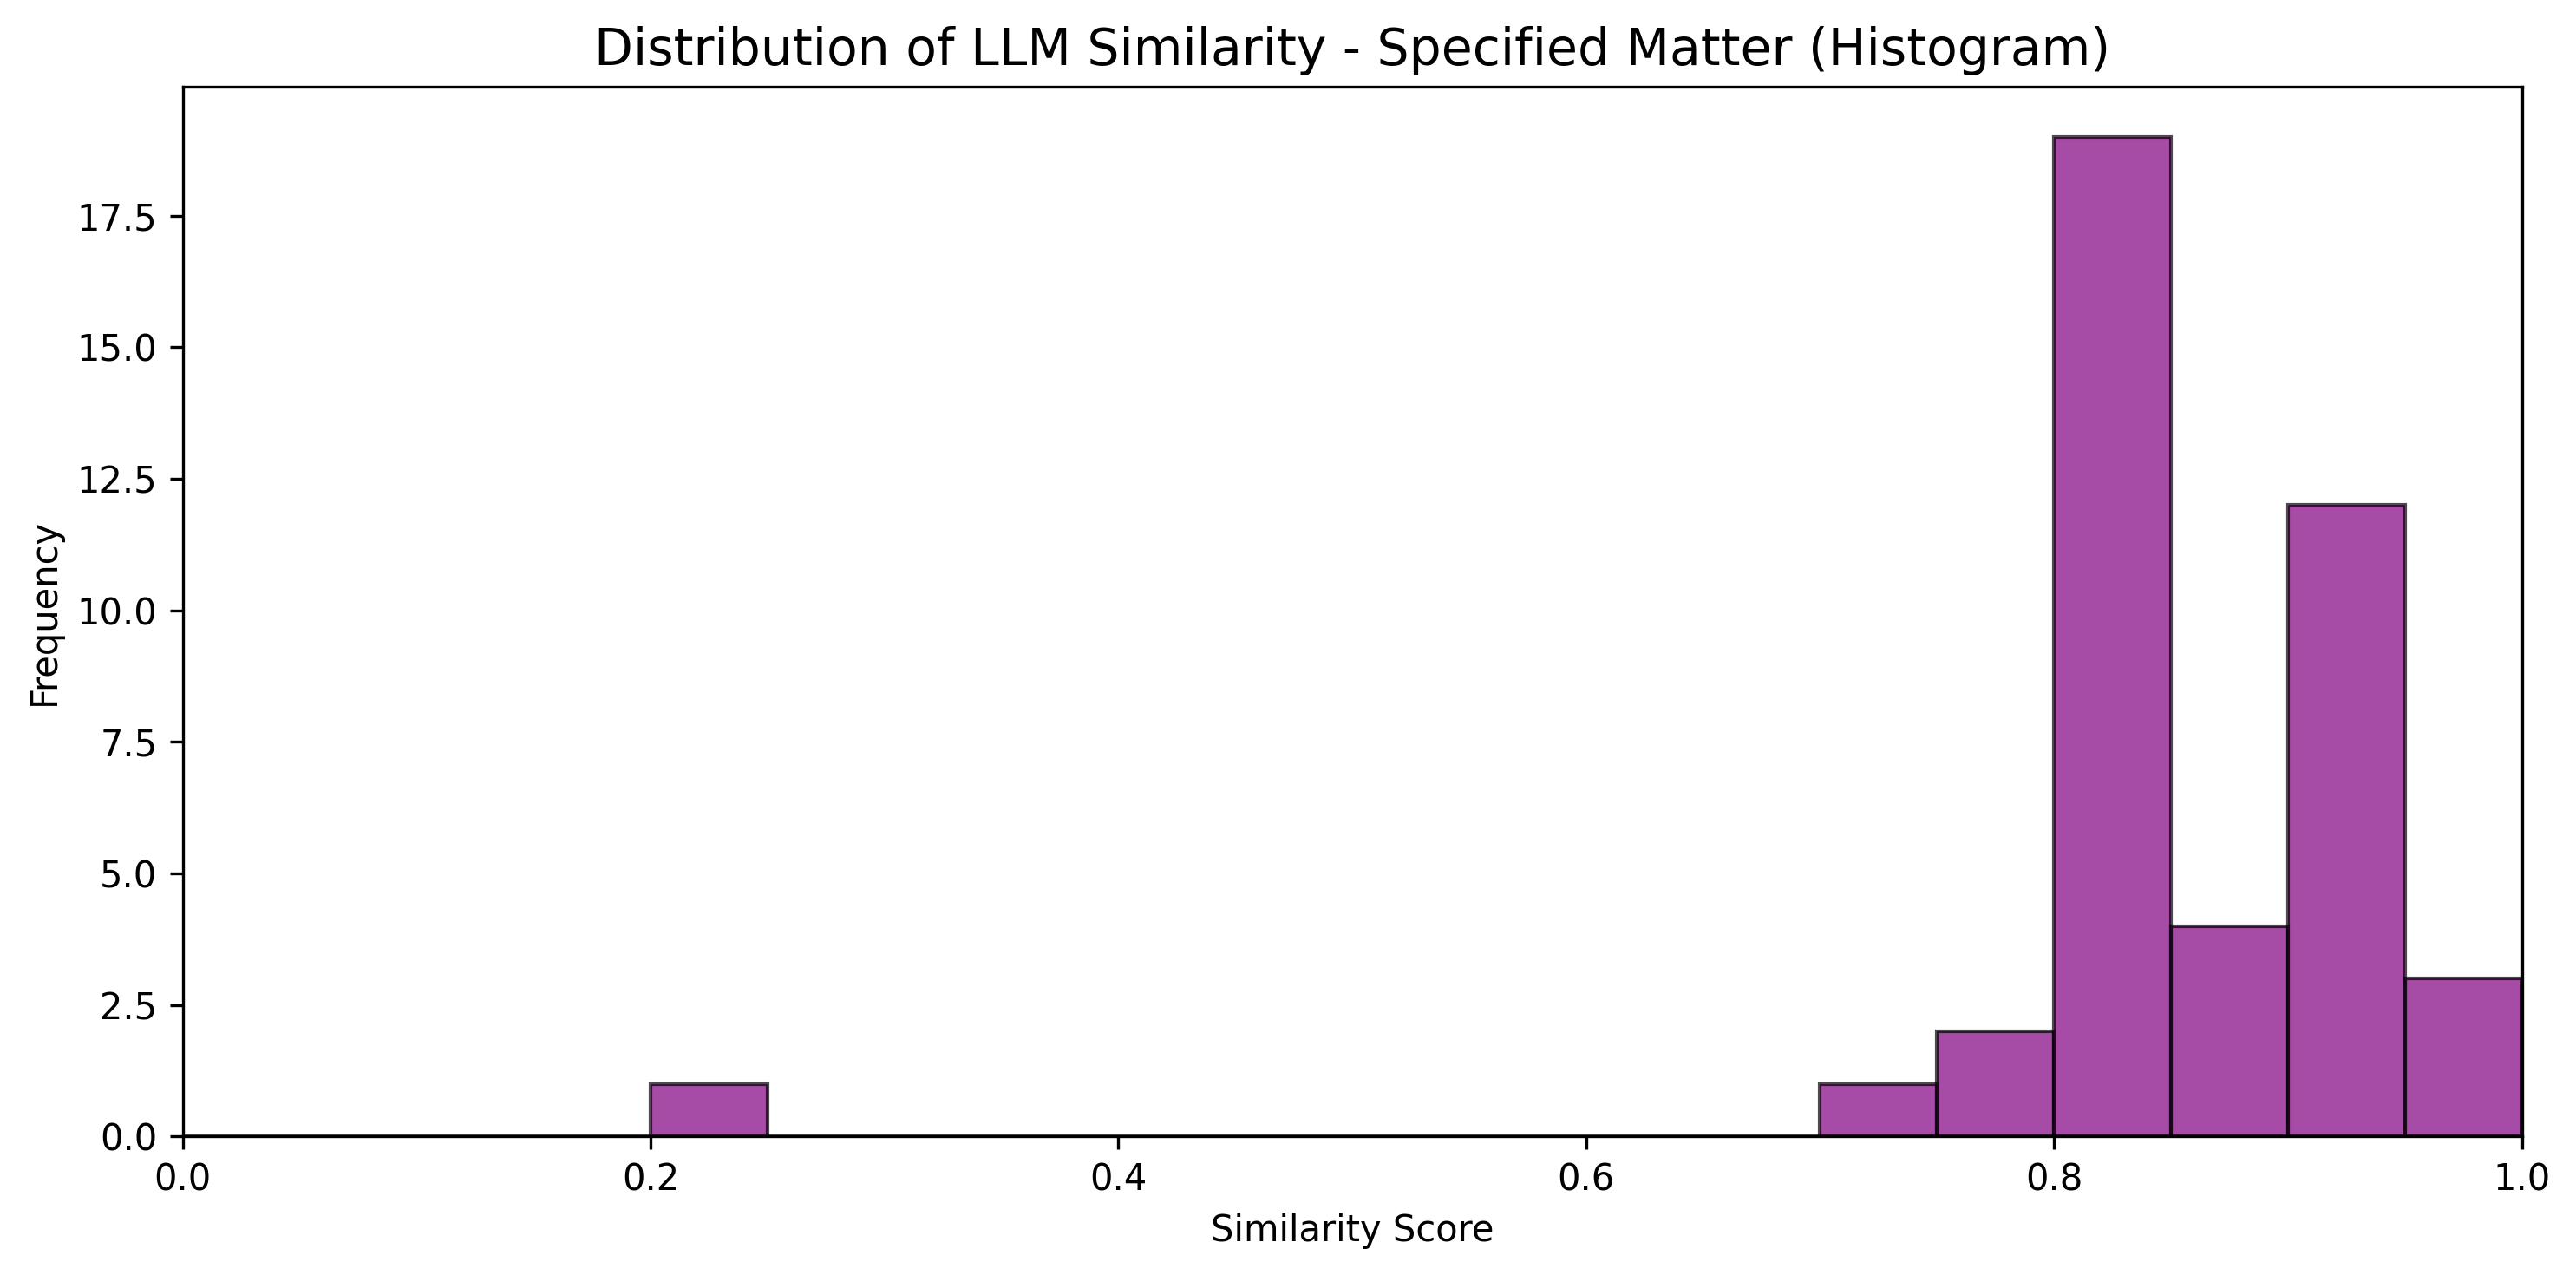 Distribution of LLM Similarity - Specified Matter (Histogram)
17.5
15.0
12.5
10.0
7.5
5.0
2.5
0.0
Frequency
0.0 0.2 0.4 0.6 0.8 1.0
Similarity Score